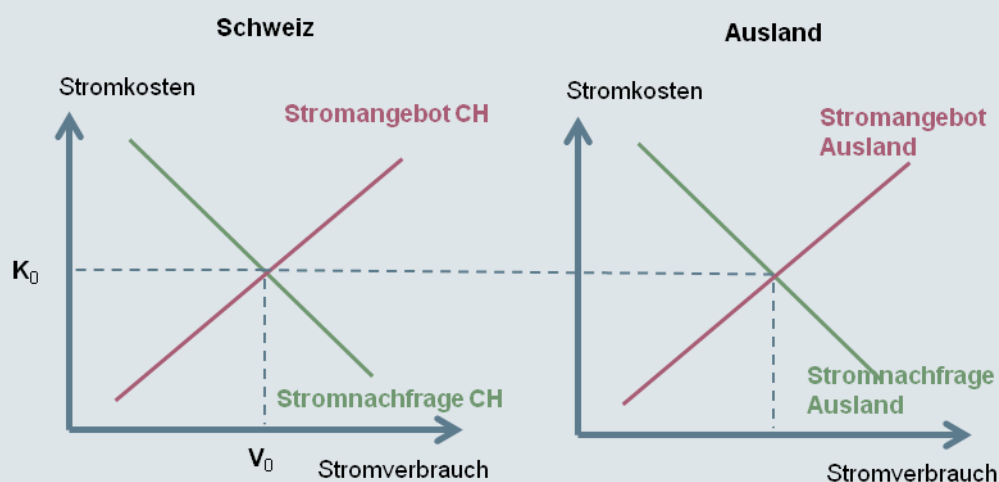 Schweiz
Stromkosten
Stromangebot CH
K0
Stromnachfrage CH
V0
Stromverbrauch
Ausland
Stromkosten
Stromangebot
Ausland
Stromnachfrage
Ausland
Stromverbrauch